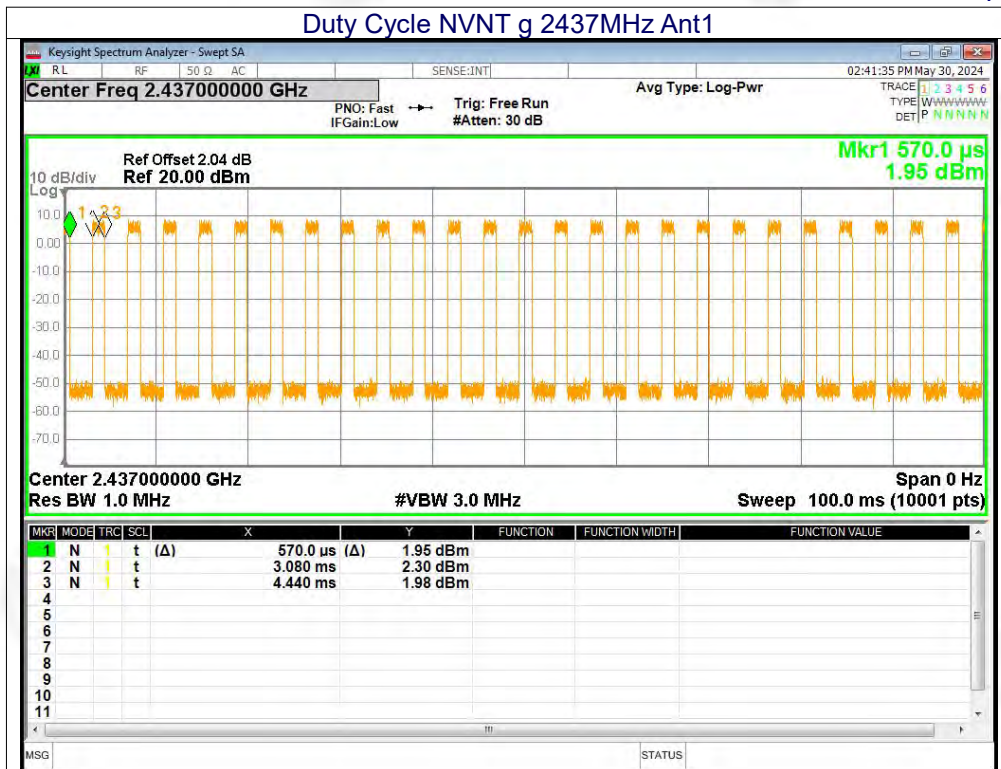 Duty Cycle NVNT g 2437MHz Ant1
Keysight Spectrum Analyzer - Swept SA
LXI RL RF 50 Ω AC SENSE:INT 02:41:35 PM May 30, 2024
Center Freq 2.437000000 GHz Avg Type: Log-Pwr TRACE 1 2 3 4 5 6
PNO: Fast Trig: Free Run TYPE WWWWWW
IFGain:Low #Atten: 30 dB DET P N N N N N
Mkr1 570.0 µs
Ref Offset 2.04 dB
10 dB/div Ref 20.00 dBm 1.95 dBm
Log
1 2 3
10.0
0.00
-10.0
-20.0
-30.0
-40.0
-50.0
-60.0
-70.0
Center 2.437000000 GHz Span 0 Hz
Res BW 1.0 MHz #VBW 3.0 MHz Sweep 100.0 ms (10001 pts)
MKR MODE TRC SCL X Y FUNCTION FUNCTION WIDTH FUNCTION VALUE
1 N 1 t (Δ) 570.0 µs (Δ) 1.95 dBm
2 N 1 t 3.080 ms 2.30 dBm
3 N 1 t 4.440 ms 1.98 dBm
4
5
6
7
8
9
10
11
MSG STATUS